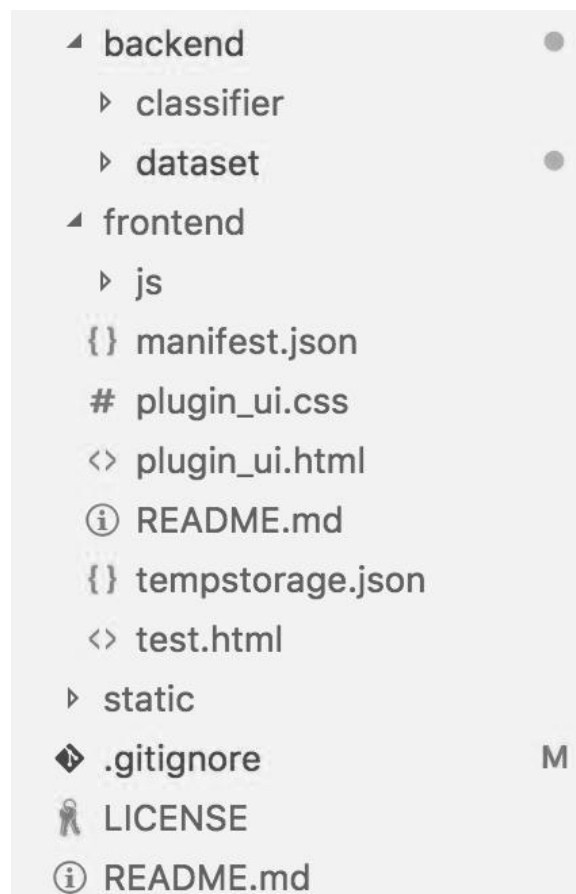 backend
classifier
dataset
frontend
js
{} manifest.json
# plugin_ui.css
<> plugin_ui.html
README.md
{} tempstorage.json
<> test.html
static
.gitignore M
LICENSE
README.md